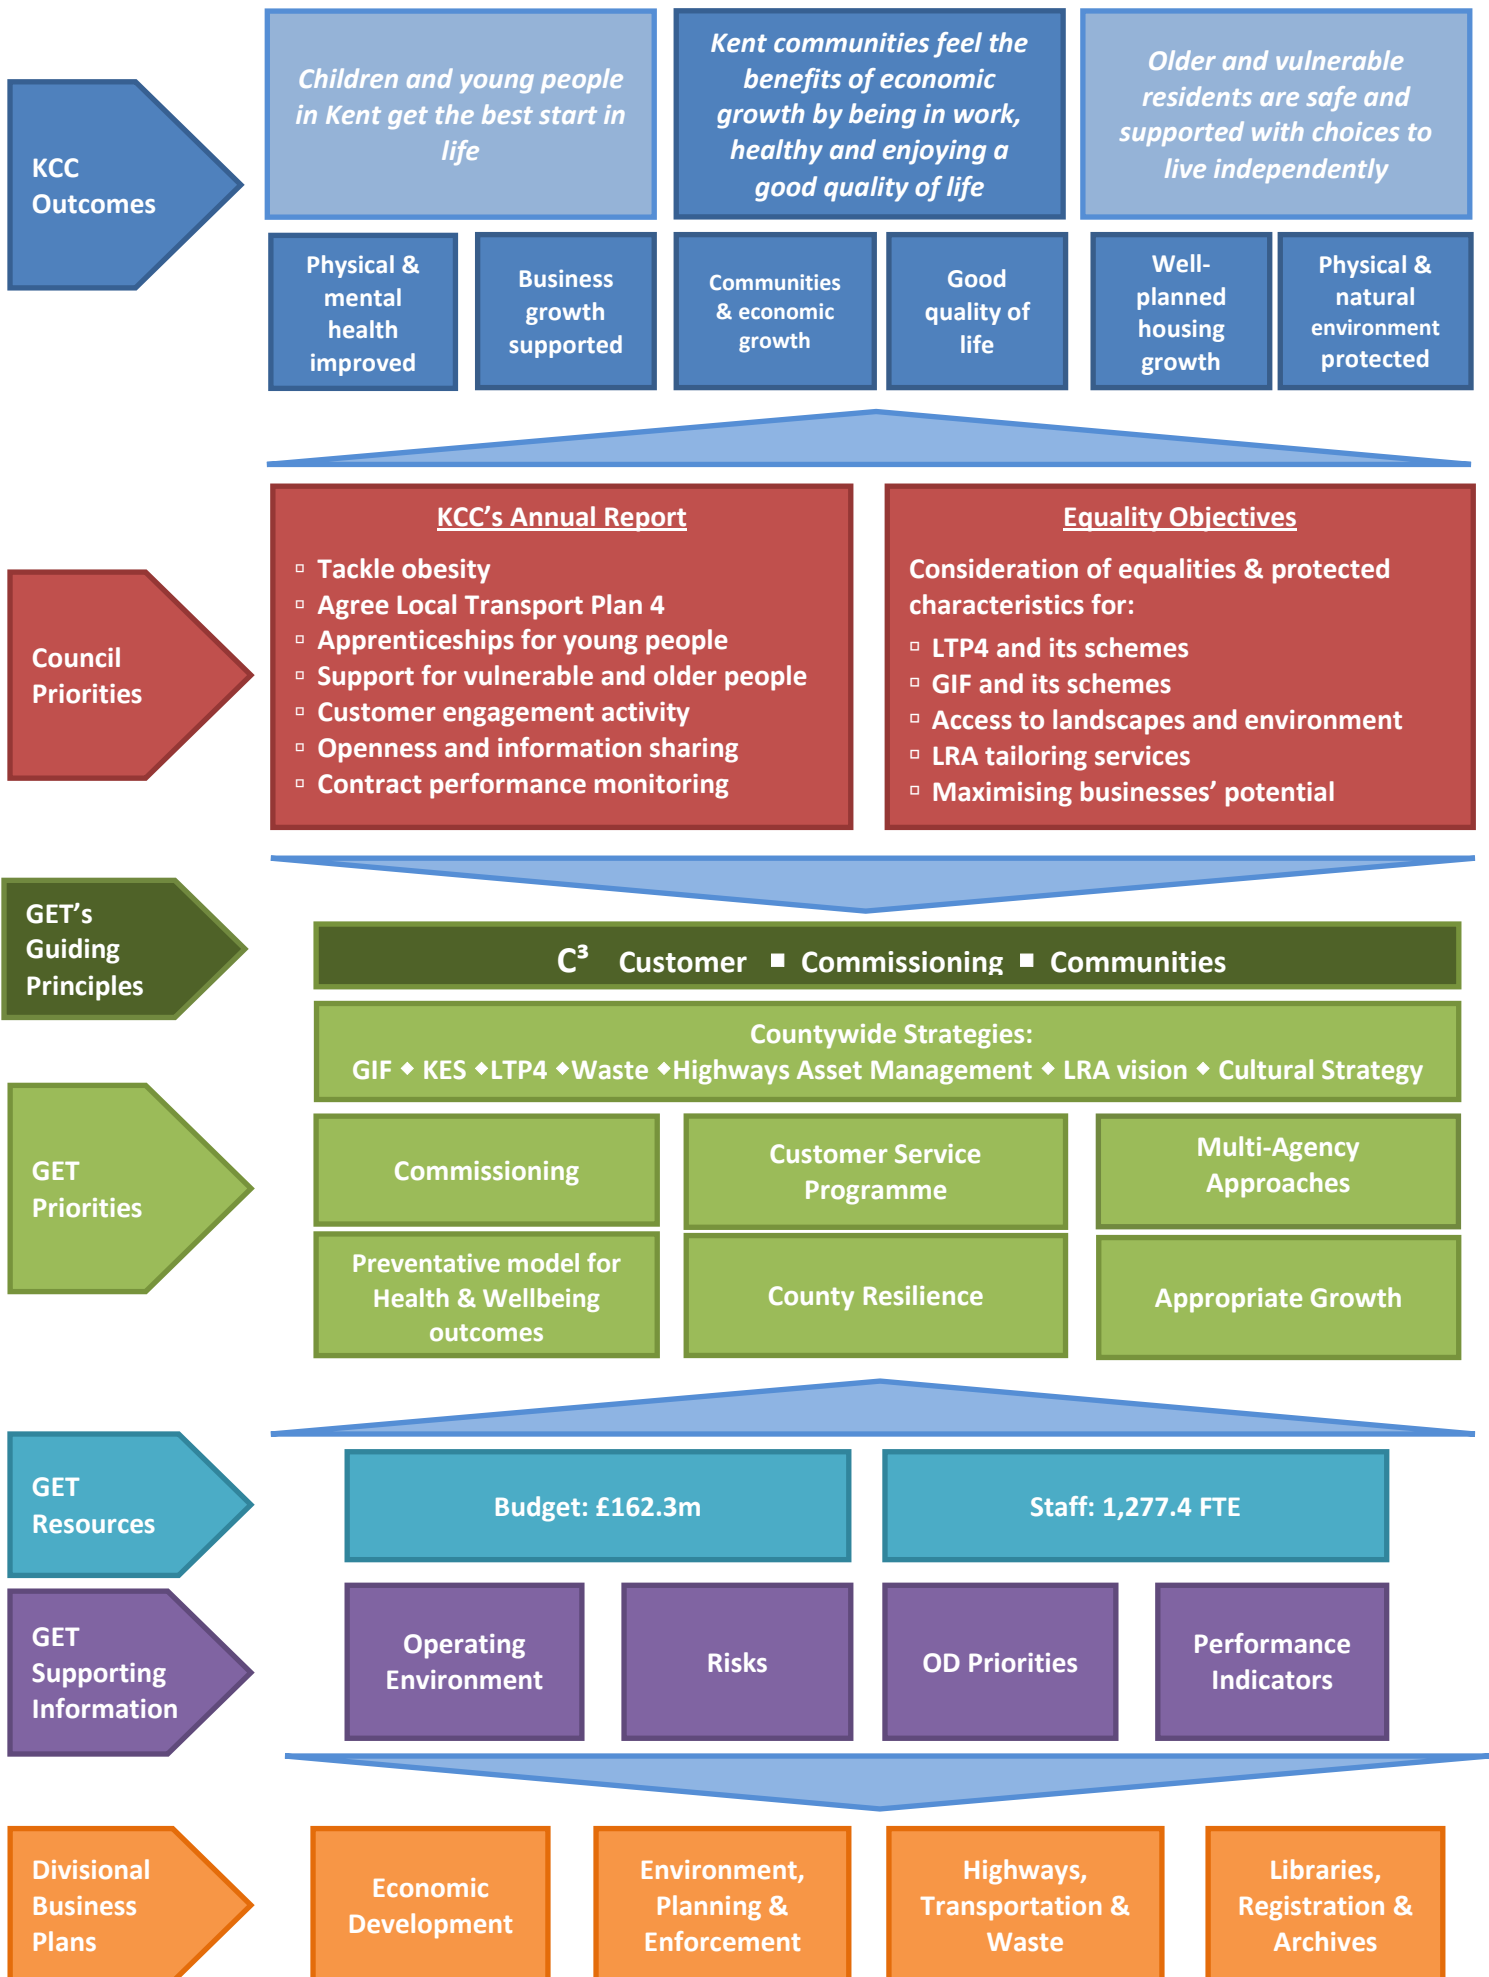 KCC
Outcomes
Children and young people
in Kent get the best start in
life
Kent communities feel the
benefits of economic
growth by being in work,
healthy and enjoying a
good quality of life
Older and vulnerable
residents are safe and
supported with choices to
live independently
Physical &
mental
health
improved
Business
growth
supported
Communities
& economic
growth
Good
quality of
life
Well-
planned
housing
growth
Physical &
natural
environment
protected
Council
Priorities
KCC’s Annual Report
▫ Tackle obesity
▫ Agree Local Transport Plan 4
▫ Apprenticeships for young people
▫ Support for vulnerable and older people
▫ Customer engagement activity
▫ Openness and information sharing
▫ Contract performance monitoring
Equality Objectives
Consideration of equalities & protected
characteristics for:
▫ LTP4 and its schemes
▫ GIF and its schemes
▫ Access to landscapes and environment
▫ LRA tailoring services
▫ Maximising businesses’ potential
GET’s
Guiding
Principles
C³ Customer ▪ Commissioning ▪ Communities
GET
Priorities
Countywide Strategies:
GIF ◆ KES ◆LTP4 ◆Waste ◆Highways Asset Management ◆ LRA vision ◆ Cultural Strategy
Commissioning
Customer Service
Programme
Multi-Agency
Approaches
Preventative model for
Health & Wellbeing
outcomes
County Resilience
Appropriate Growth
GET
Resources
Budget: £162.3m
Staff: 1,277.4 FTE
GET
Supporting
Information
Operating
Environment
Risks
OD Priorities
Performance
Indicators
Divisional
Business
Plans
Economic
Development
Environment,
Planning &
Enforcement
Highways,
Transportation &
Waste
Libraries,
Registration &
Archives